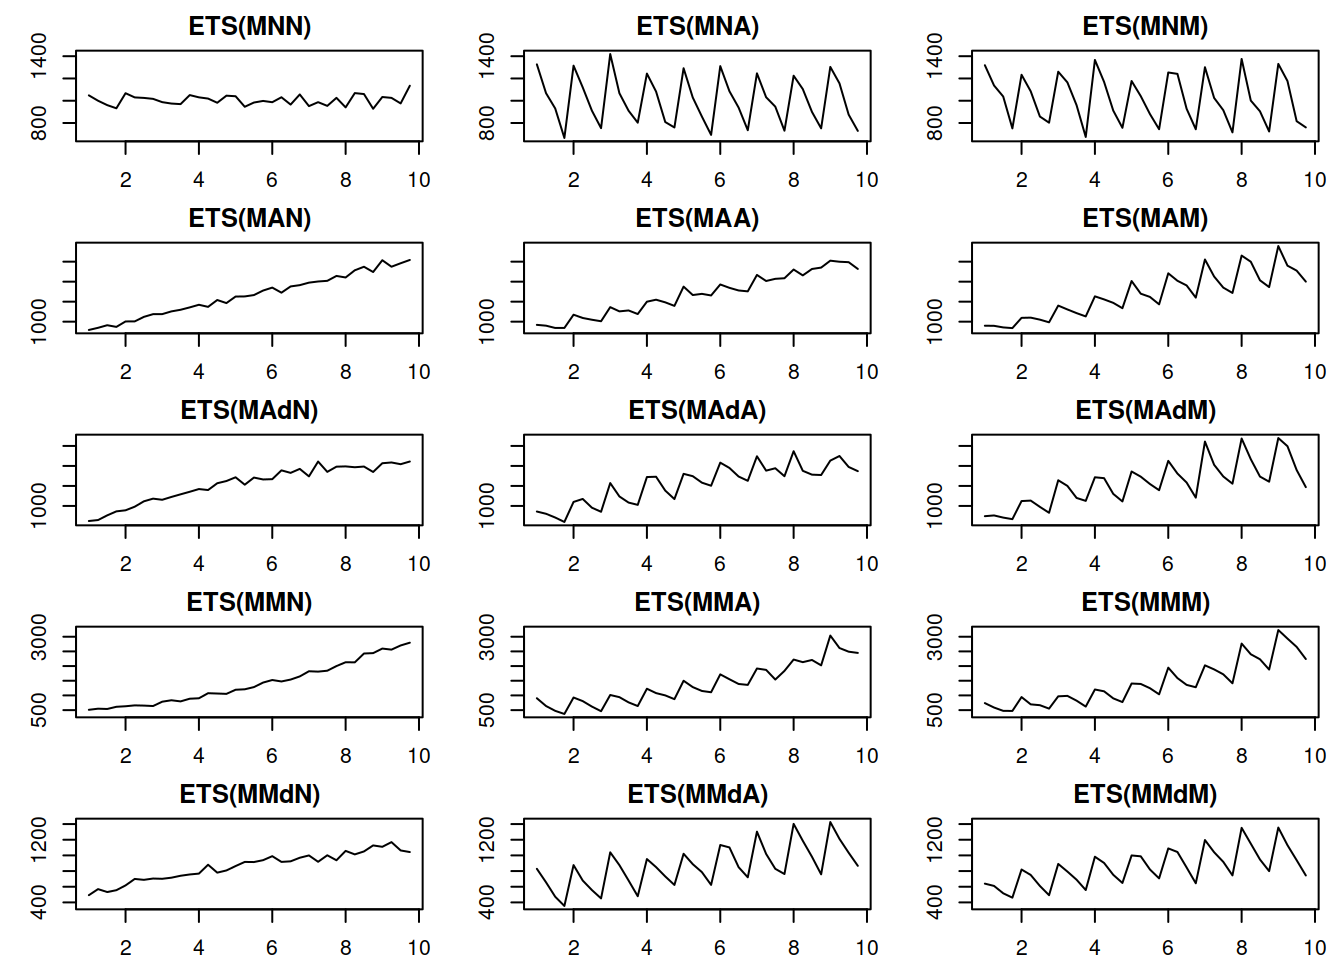 ETS(MNN) ETS(MNA) ETS(MNM)
1400 1400 1400
800 800 800
2 4 6 8 10 2 4 6 8 10 2 4 6 8 10
ETS(MAN) ETS(MAA) ETS(MAM)
1000 1000 1000
2 4 6 8 10 2 4 6 8 10 2 4 6 8 10
ETS(MAdN) ETS(MAdA) ETS(MAdM)
1000 1000 1000
2 4 6 8 10 2 4 6 8 10 2 4 6 8 10
ETS(MMN) ETS(MMA) ETS(MMM)
3000 3000 3000
500 500 500
2 4 6 8 10 2 4 6 8 10 2 4 6 8 10
ETS(MMdN) ETS(MMdA) ETS(MMdM)
1200 1200 1200
400 400 400
2 4 6 8 10 2 4 6 8 10 2 4 6 8 10